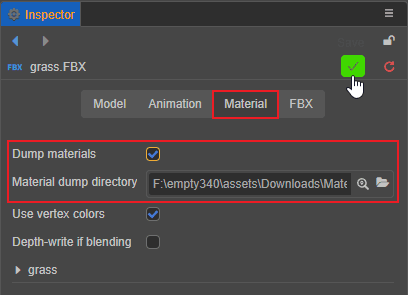 Inspector
FBX grass.FBX
Model Animation Material FBX
Dump materials
Material dump directory F:\empty340\assets\Downloads\Mate
Use vertex colors
Depth-write if blending
grass